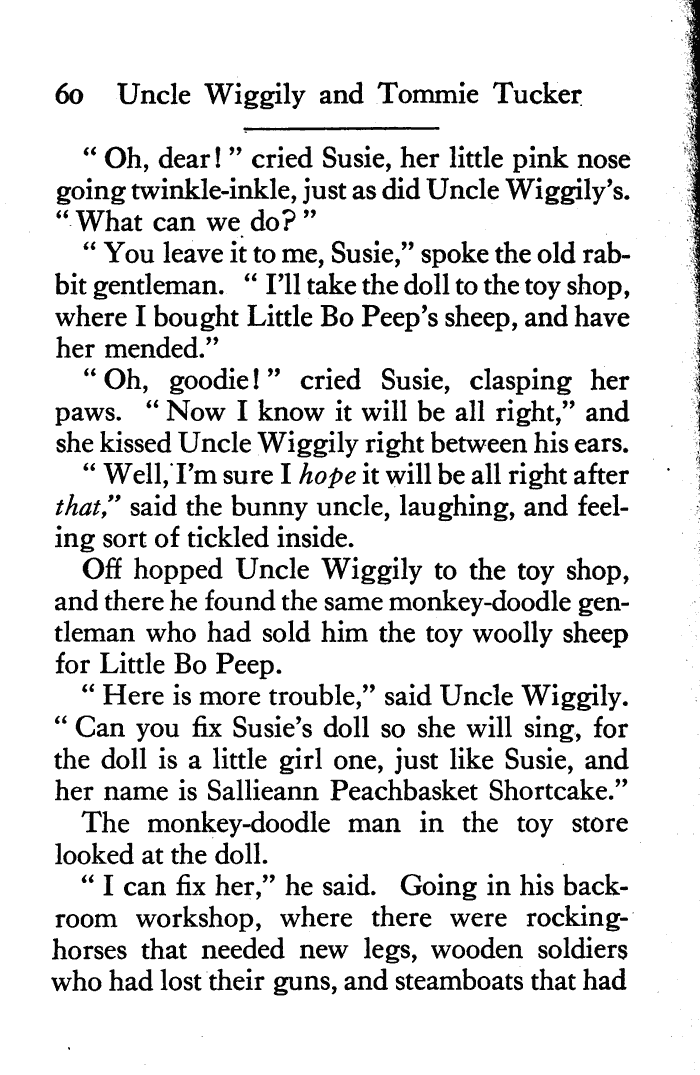 60 Uncle Wiggily and Tommie Tucker
“ Oh, dear! ” cried Susie, her little pink nose
going twinkle-inkle, just as did Uncle Wiggily’s.
“ What can we do? ”
“ You leave it to me, Susie,” spoke the old rab-
bit gentleman. “ I’ll take the doll to the toy shop,
where I bought Little Bo Peep’s sheep, and have
her mended.”
“ Oh, goodie! ” cried Susie, clasping her
paws. “ Now I know it will be all right,” and
she kissed Uncle Wiggily right between his ears.
“ Well, I’m sure I hope it will be all right after
that,” said the bunny uncle, laughing, and feel-
ing sort of tickled inside.
Off hopped Uncle Wiggily to the toy shop,
and there he found the same monkey-doodle gen-
tleman who had sold him the toy woolly sheep
for Little Bo Peep.
“ Here is more trouble,” said Uncle Wiggily.
“ Can you fix Susie’s doll so she will sing, for
the doll is a little girl one, just like Susie, and
her name is Sallieann Peachbasket Shortcake.”
The monkey-doodle man in the toy store
looked at the doll.
“ I can fix her,” he said. Going in his back-
room workshop, where there were rocking-
horses that needed new legs, wooden soldiers
who had lost their guns, and steamboats that had